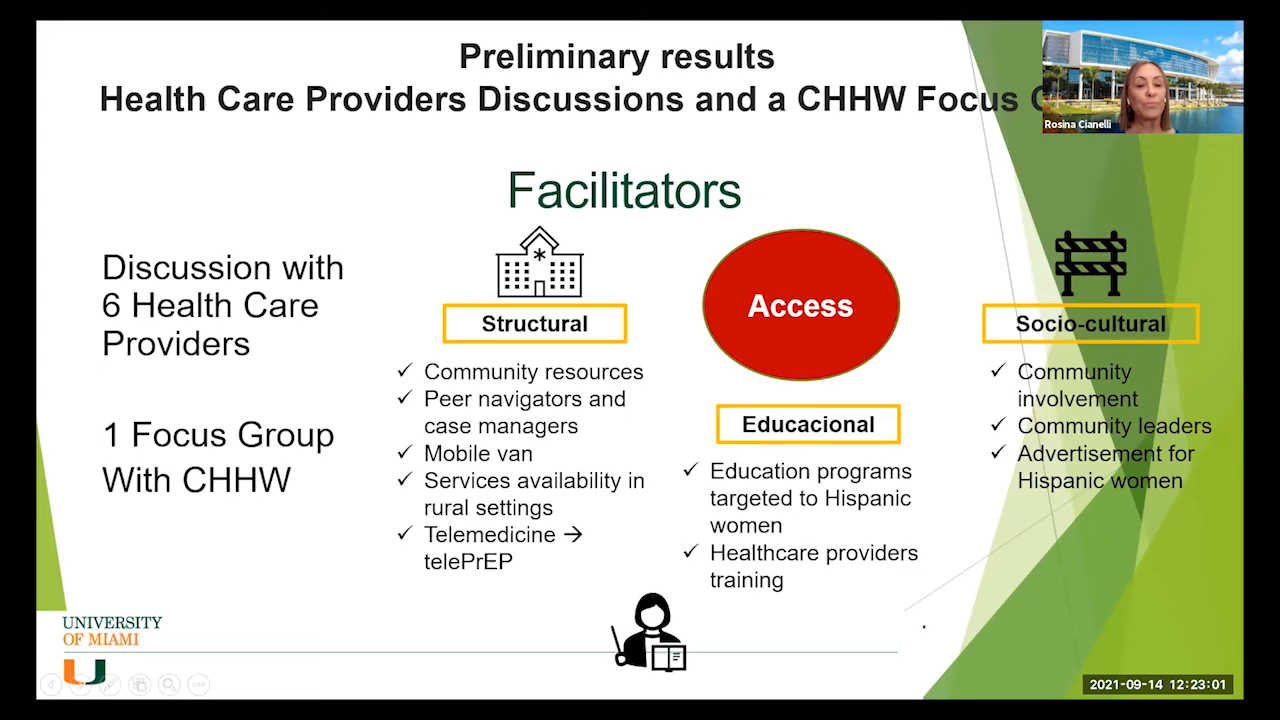 Preliminary results
Health Care Providers Discussions and a CHHW Focus
Rosina Cianelli
Facilitators
Discussion with
6 Health Care
Providers
1 Focus Group
With CHHW
Structural
Community resources
Peer navigators and
case managers
Mobile van
Services availability in
rural settings
Telemedicine →
telePrEP
Access
Educacional
Education programs
targeted to Hispanic
women
Healthcare providers
training
Socio-cultural
Community
involvement
Community leaders
Advertisement for
Hispanic women
UNIVERSITY
OF MIAMI
2021-09-14 12:23:01